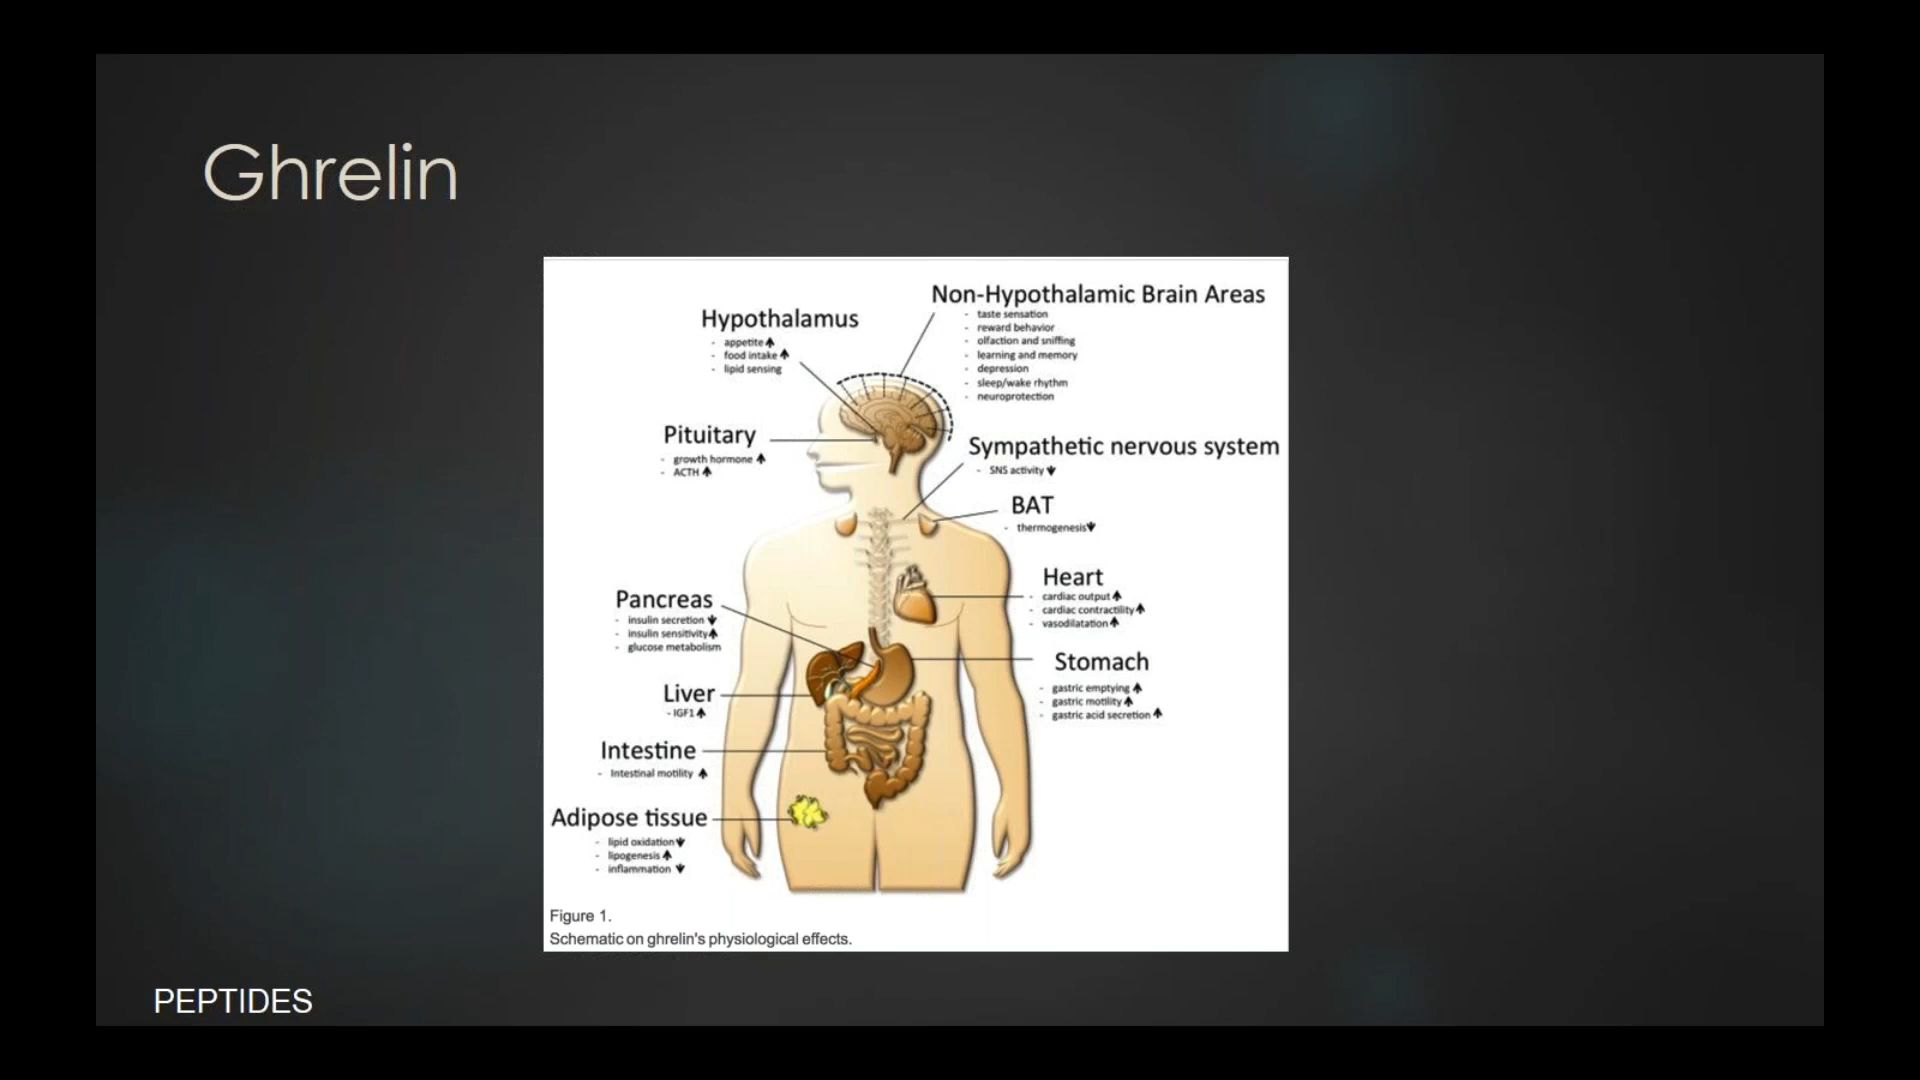 Ghrelin
Hypothalamus
- appetite ↑
- food intake ↑
- lipid sensing
Non-Hypothalamic Brain Areas
- taste sensation
- reward behavior
- olfaction and sniffing
- learning and memory
- depression
- sleep/wake rhythm
- neuroprotection
Pituitary
- growth hormone ↑
- ACTH ↑
Sympathetic nervous system
- SNS activity ↓
BAT
- thermogenesis ↓
Heart
- cardiac output ↑
- cardiac contractility ↑
- vasodilatation ↑
Pancreas
- insulin secretion ↓
- insulin sensitivity ↑
- glucose metabolism
Stomach
- gastric emptying ↑
- gastric motility ↑
- gastric acid secretion ↑
Liver
- IGF1 ↑
Intestine
- Intestinal motility ↑
Adipose tissue
- lipid oxidation ↓
- lipogenesis ↑
- inflammation ↓
Figure 1.
Schematic on ghrelin's physiological effects.
PEPTIDES